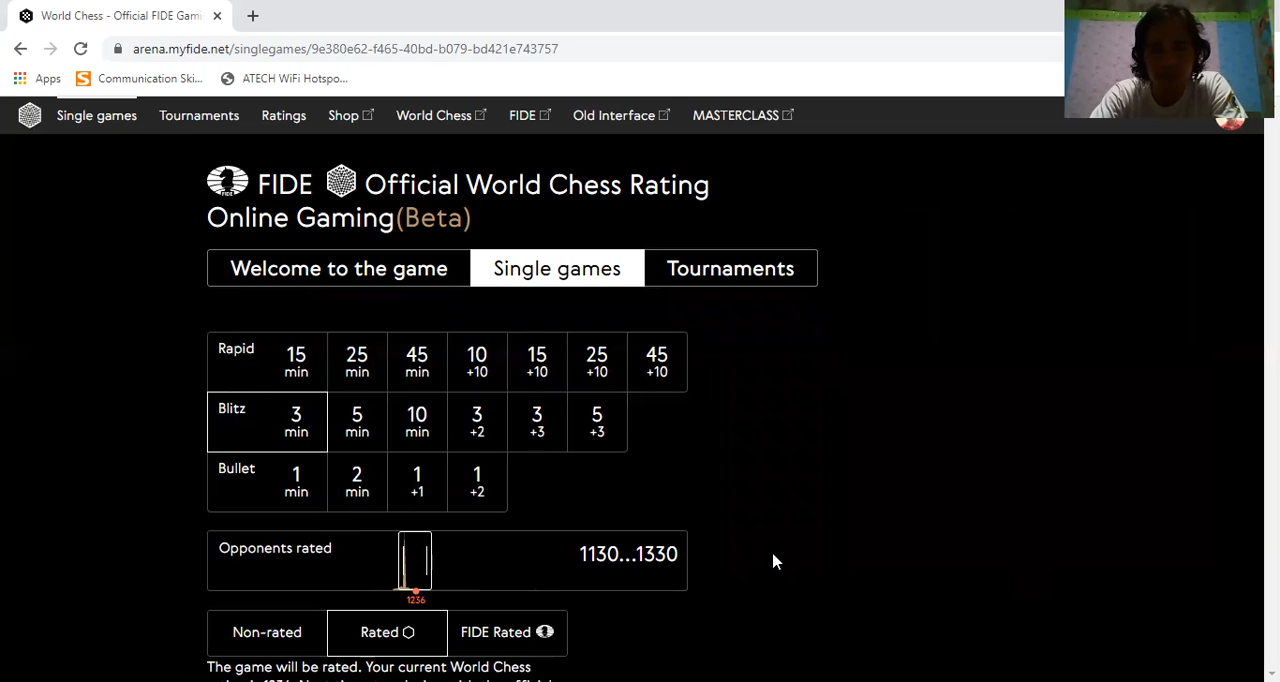 World Chess - Official FIDE Gami
arena.myfide.net/singlegames/9e380e62-f465-40bd-b079-bd421e743757
Apps Communication Ski... ATECH WiFi Hotspo...
Single games Tournaments Ratings Shop World Chess FIDE Old Interface MASTERCLASS
FIDE Official World Chess Rating
Online Gaming(Beta)
Welcome to the game Single games Tournaments
Rapid 15 25 45 10 15 25 45
min min min +10 +10 +10 +10
Blitz 3 5 10 3 3 5
min min min +2 +3 +3
Bullet 1 2 1 1
min min +1 +2
Opponents rated 1130...1330
1236
Non-rated Rated FIDE Rated
The game will be rated. Your current World Chess